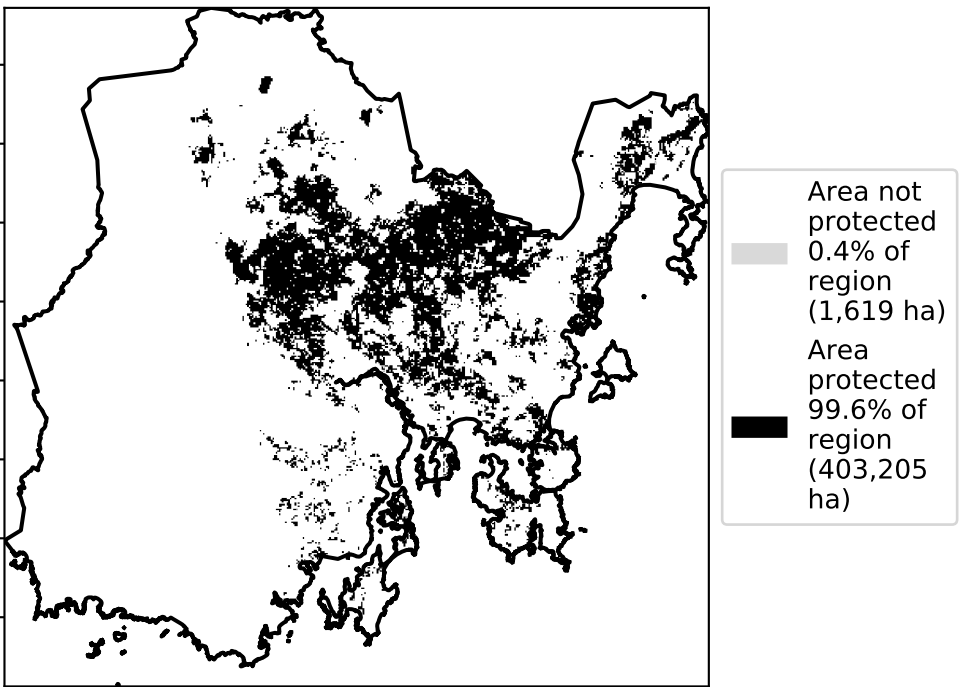 Area not
protected
0.4% of
region
(1,619 ha)
Area
protected
99.6% of
region
(403,205
ha)